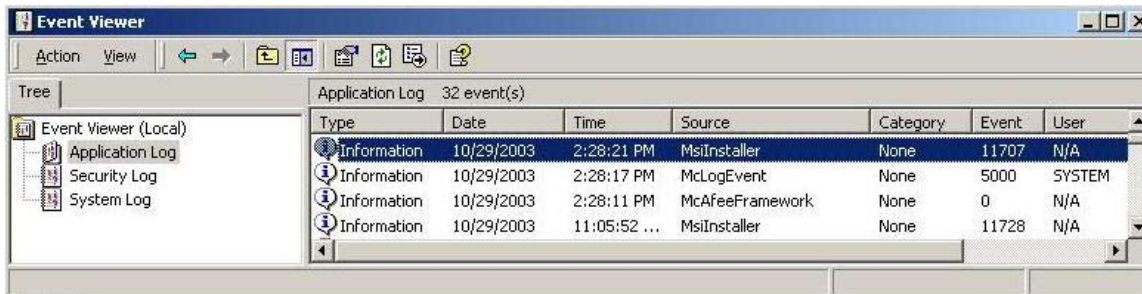 Event Viewer
Action View
Tree
Application Log 32 event(s)
Event Viewer (Local)
Application Log
Security Log
System Log
Type Date Time Source Category Event User
Information 10/29/2003 2:28:21 PM MsiInstaller None 11707 N/A
Information 10/29/2003 2:28:17 PM McLogEvent None 5000 SYSTEM
Information 10/29/2003 2:28:11 PM McAfeeFramework None 0 N/A
Information 10/29/2003 11:05:52 ... MsiInstaller None 11728 N/A